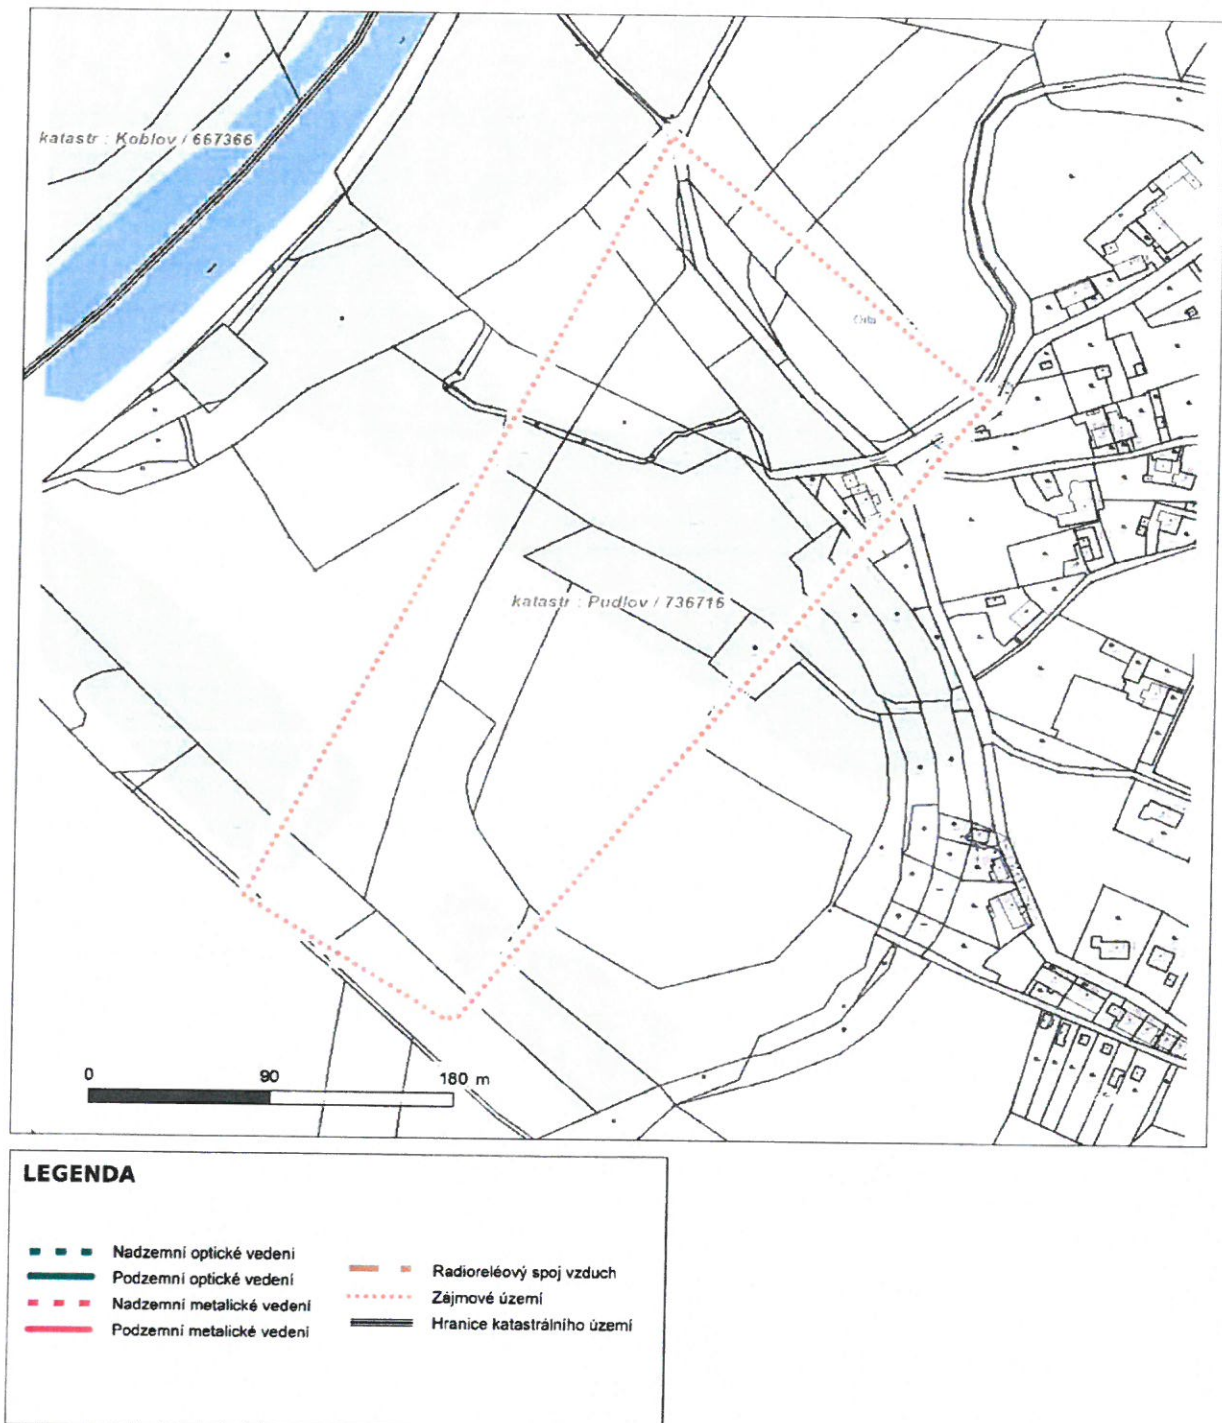 katastr : Koblov / 667366
katastr : Pudlov / 736716
0 90 180 m
LEGENDA
Nadzemní optické vedení
Podzemní optické vedení
Nadzemní metalické vedení
Podzemní metalické vedení
Radioreléový spoj vzduch
Zájmové území
Hranice katastrálního území